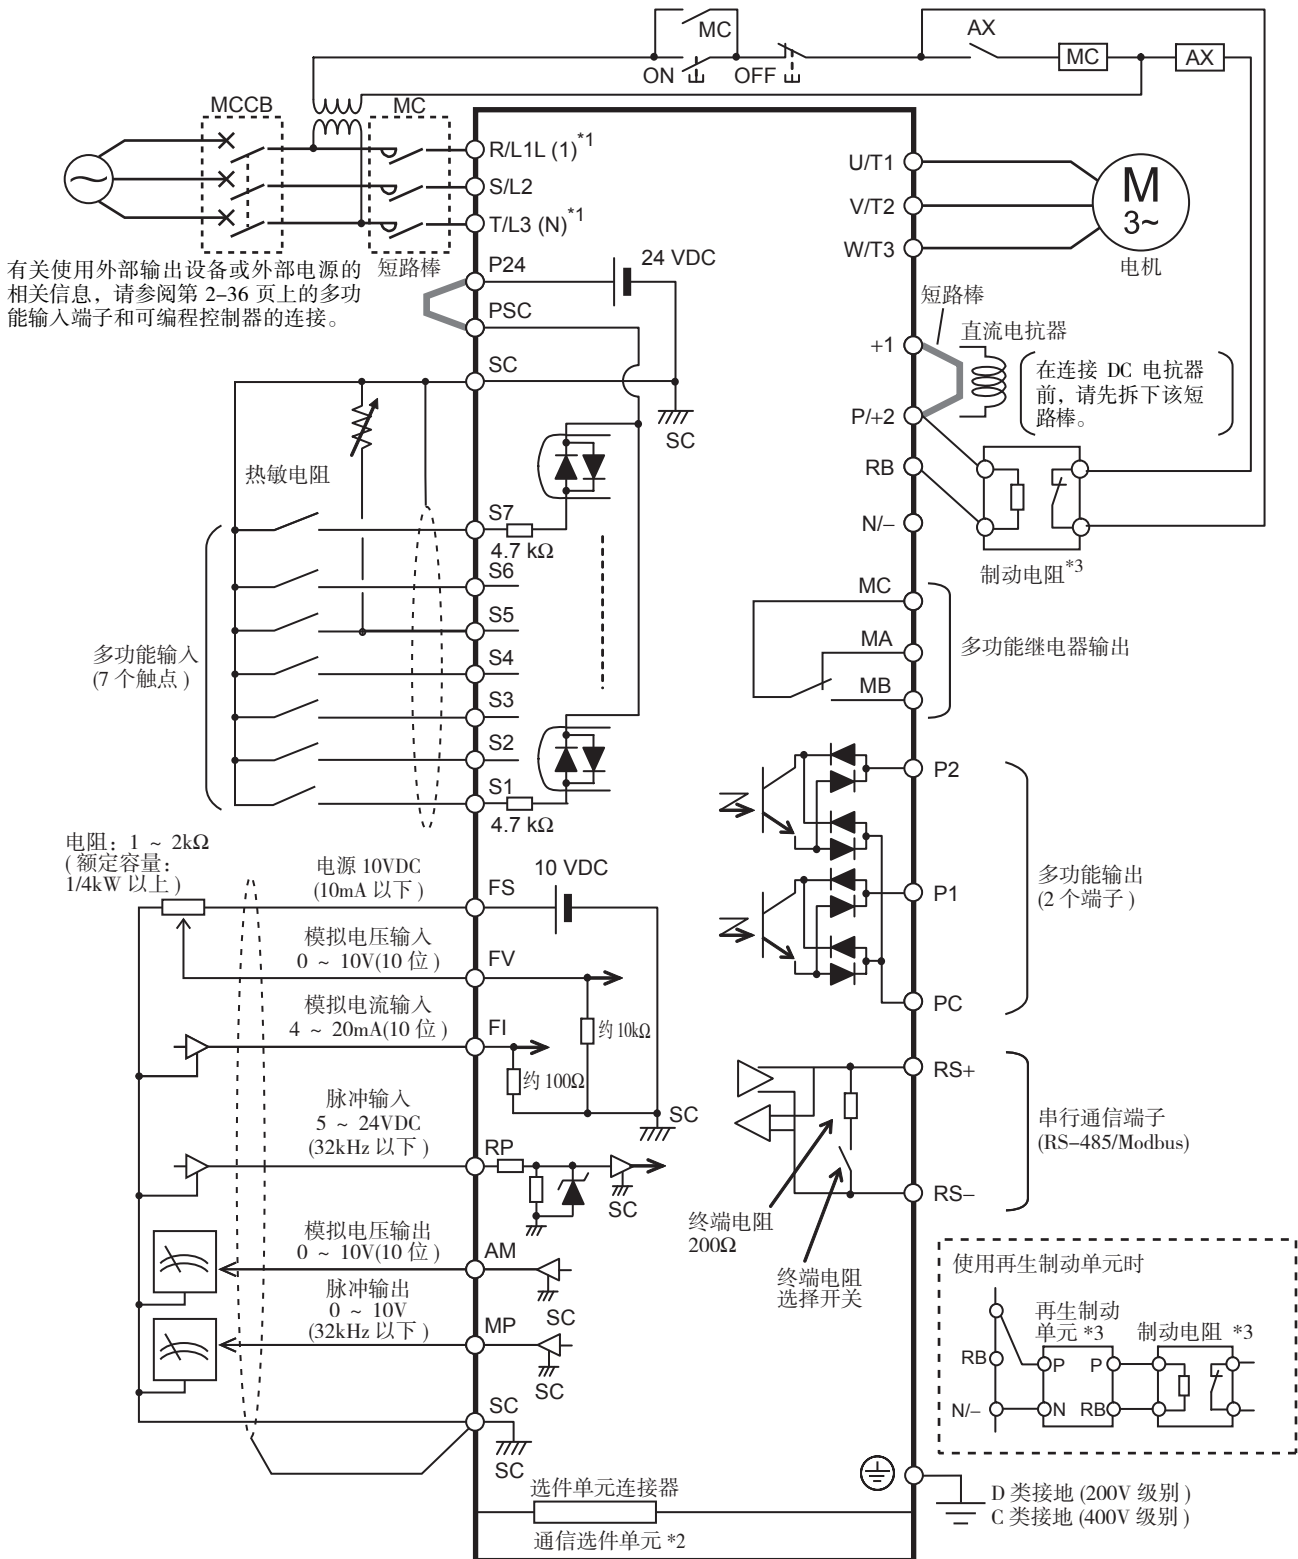 MC
AX
ON
OFF
MC
AX
MCCB
MC
R/L1L (1)*1
S/L2
T/L3 (N)*1
U/T1
V/T2
W/T3
M
3~
电机
有关使用外部输出设备或外部电源的
相关信息，请参阅第 2–36 页上的多功
能输入端子和可编程控制器的连接。
短路棒
P24
24 VDC
PSC
SC
SC
短路棒
直流电抗器
+1
在连接 DC 电抗器
前，请先拆下该短
路棒。
P/+2
RB
N/–
制动电阻*3
热敏电阻
S7
4.7 kΩ
S6
S5
S4
S3
S2
S1
4.7 kΩ
多功能输入
(7 个触点 )
MC
MA
MB
多功能继电器输出
P2
P1
PC
多功能输出
(2 个端子 )
电阻：1 ~ 2kΩ
( 额定容量：
1/4kW 以上 )
电源 10VDC
(10mA 以下 )
FS
10 VDC
模拟电压输入
0 ~ 10V(10 位 )
FV
模拟电流输入
4 ~ 20mA(10 位 )
FI
约 10kΩ
约 100Ω
SC
脉冲输入
5 ~ 24VDC
(32kHz 以下 )
RP
SC
模拟电压输出
0 ~ 10V(10 位 )
AM
SC
脉冲输出
0 ~ 10V
(32kHz 以下 )
MP
SC
SC
SC
RS+
RS–
串行通信端子
(RS–485/Modbus)
终端电阻
200Ω
终端电阻
选择开关
使用再生制动单元时
再生制动
单元 *3
制动电阻 *3
RB
P
P
N/–
N
RB
选件单元连接器
通信选件单元 *2
D 类接地 (200V 级别 )
C 类接地 (400V 级别 )